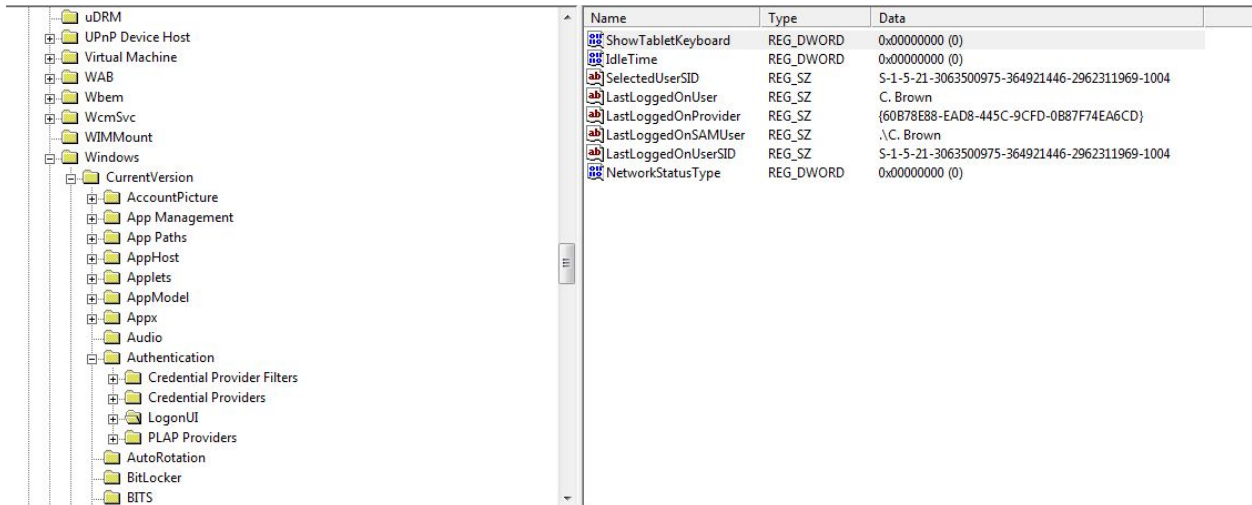 uDRM
UPnP Device Host
Virtual Machine
WAB
Wbem
WcmSvc
WIMMount
Windows
CurrentVersion
AccountPicture
App Management
App Paths
AppHost
Applets
AppModel
Appx
Audio
Authentication
Credential Provider Filters
Credential Providers
LogonUI
PLAP Providers
AutoRotation
BitLocker
BITS
Name Type Data
ShowTabletKeyboard REG_DWORD 0x00000000 (0)
IdleTime REG_DWORD 0x00000000 (0)
SelectedUserSID REG_SZ S-1-5-21-3063500975-364921446-2962311969-1004
LastLoggedOnUser REG_SZ C. Brown
LastLoggedOnProvider REG_SZ {60B78E88-EAD8-445C-9CFD-0B87F74EA6CD}
LastLoggedOnSAMUser REG_SZ .\C. Brown
LastLoggedOnUserSID REG_SZ S-1-5-21-3063500975-364921446-2962311969-1004
NetworkStatusType REG_DWORD 0x00000000 (0)